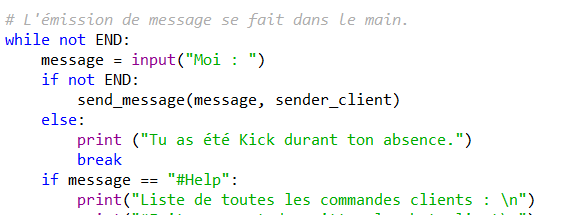 # L'émission de message se fait dans le main.
while not END:
    message = input("Moi : ")
    if not END:
        send_message(message, sender_client)
    else:
        print ("Tu as été Kick durant ton absence.")
        break
    if message == "#Help":
        print("Liste de toutes les commandes clients : \n")